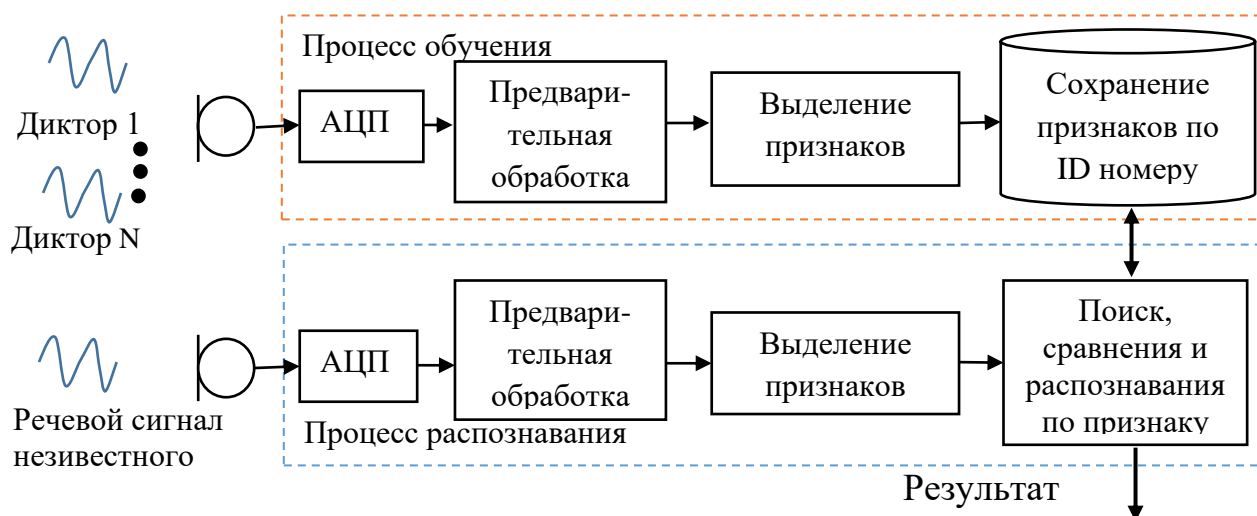 Процесс обучения
Диктор 1
Диктор N
АЦП
Предвари-
тельная
обработка
Выделение
признаков
Сохранение
признаков по
ID номеру
Речевой сигнал
незивестного
АЦП
Предвари-
тельная
обработка
Выделение
признаков
Поиск,
сравнения и
распознавания
по признаку
Процесс распознавания
Результат